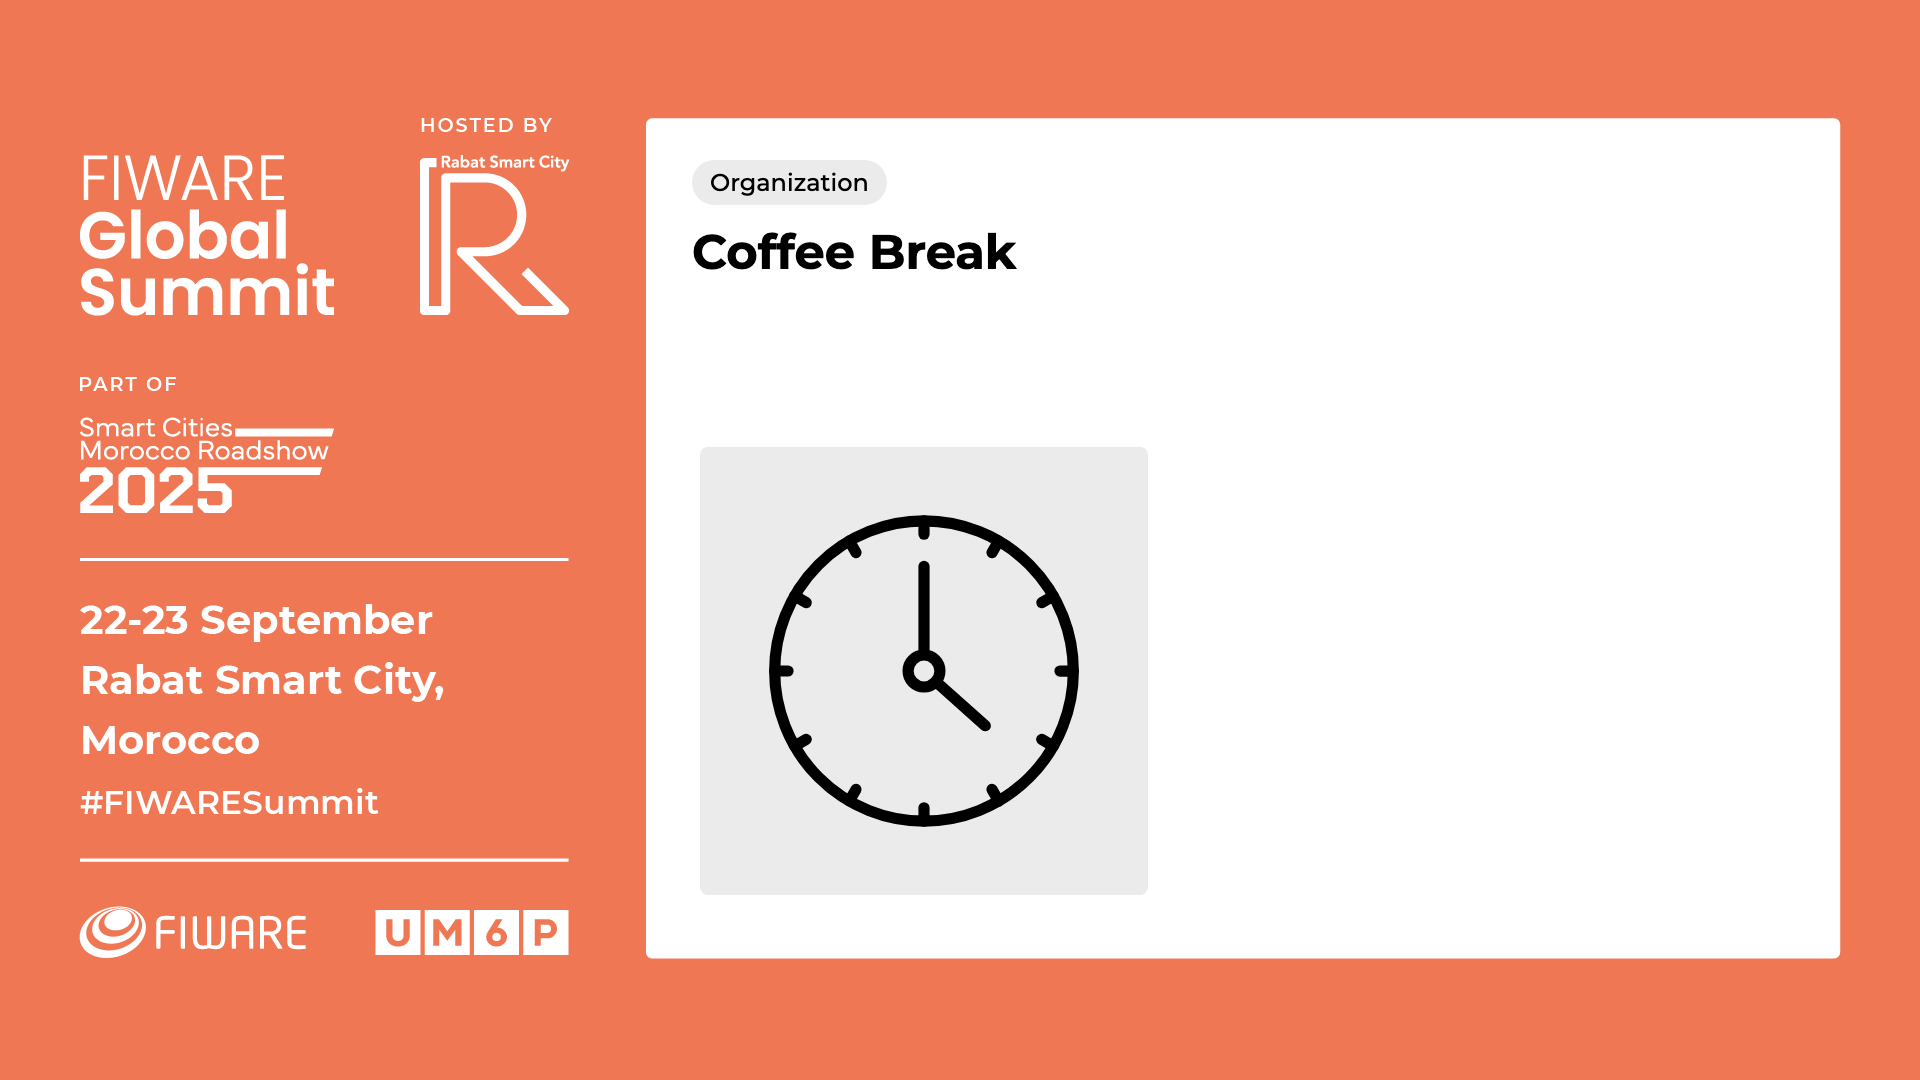 HOSTED BY
FIWARE
Global
Summit
Rabat Smart City
R
PART OF
Smart Cities
Morocco Roadshow
2025
22-23 September
Rabat Smart City,
Morocco
#FIWARESummit
FIWARE
UM6P
Organization
Coffee Break